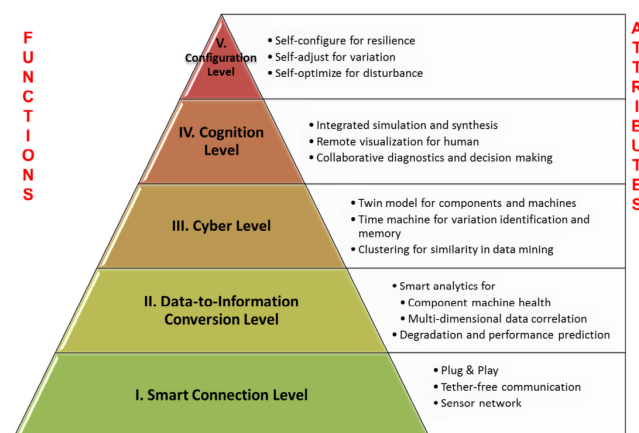 FUNCTIONS
ATTRIBUTES
V.
Configuration
Level
• Self-configure for resilience
• Self-adjust for variation
• Self-optimize for disturbance
IV. Cognition
Level
• Integrated simulation and synthesis
• Remote visualization for human
• Collaborative diagnostics and decision making
III. Cyber Level
• Twin model for components and machines
• Time machine for variation identification and
memory
• Clustering for similarity in data mining
II. Data-to-Information
Conversion Level
• Smart analytics for
• Component machine health
• Multi-dimensional data correlation
• Degradation and performance prediction
I. Smart Connection Level
• Plug & Play
• Tether-free communication
• Sensor network